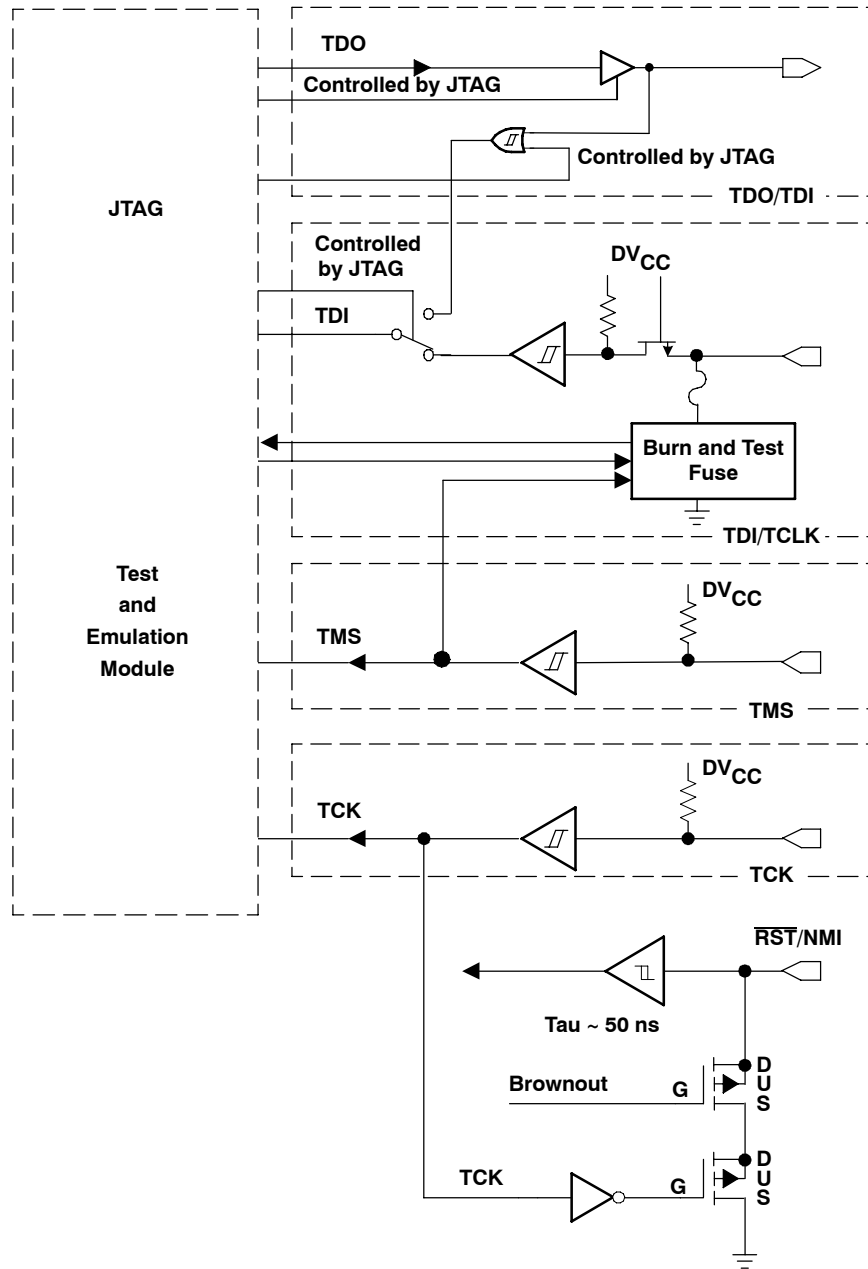 TDO
Controlled by JTAG
Controlled by JTAG
TDO/TDI
JTAG
Controlled
by JTAG
DVCC
TDI
Burn and Test
Fuse
TDI/TCLK
Test
and
Emulation
Module
DVCC
TMS
TMS
DVCC
TCK
TCK
RST/NMI
Tau ~ 50 ns
Brownout
G
D
U
S
TCK
G
D
U
S